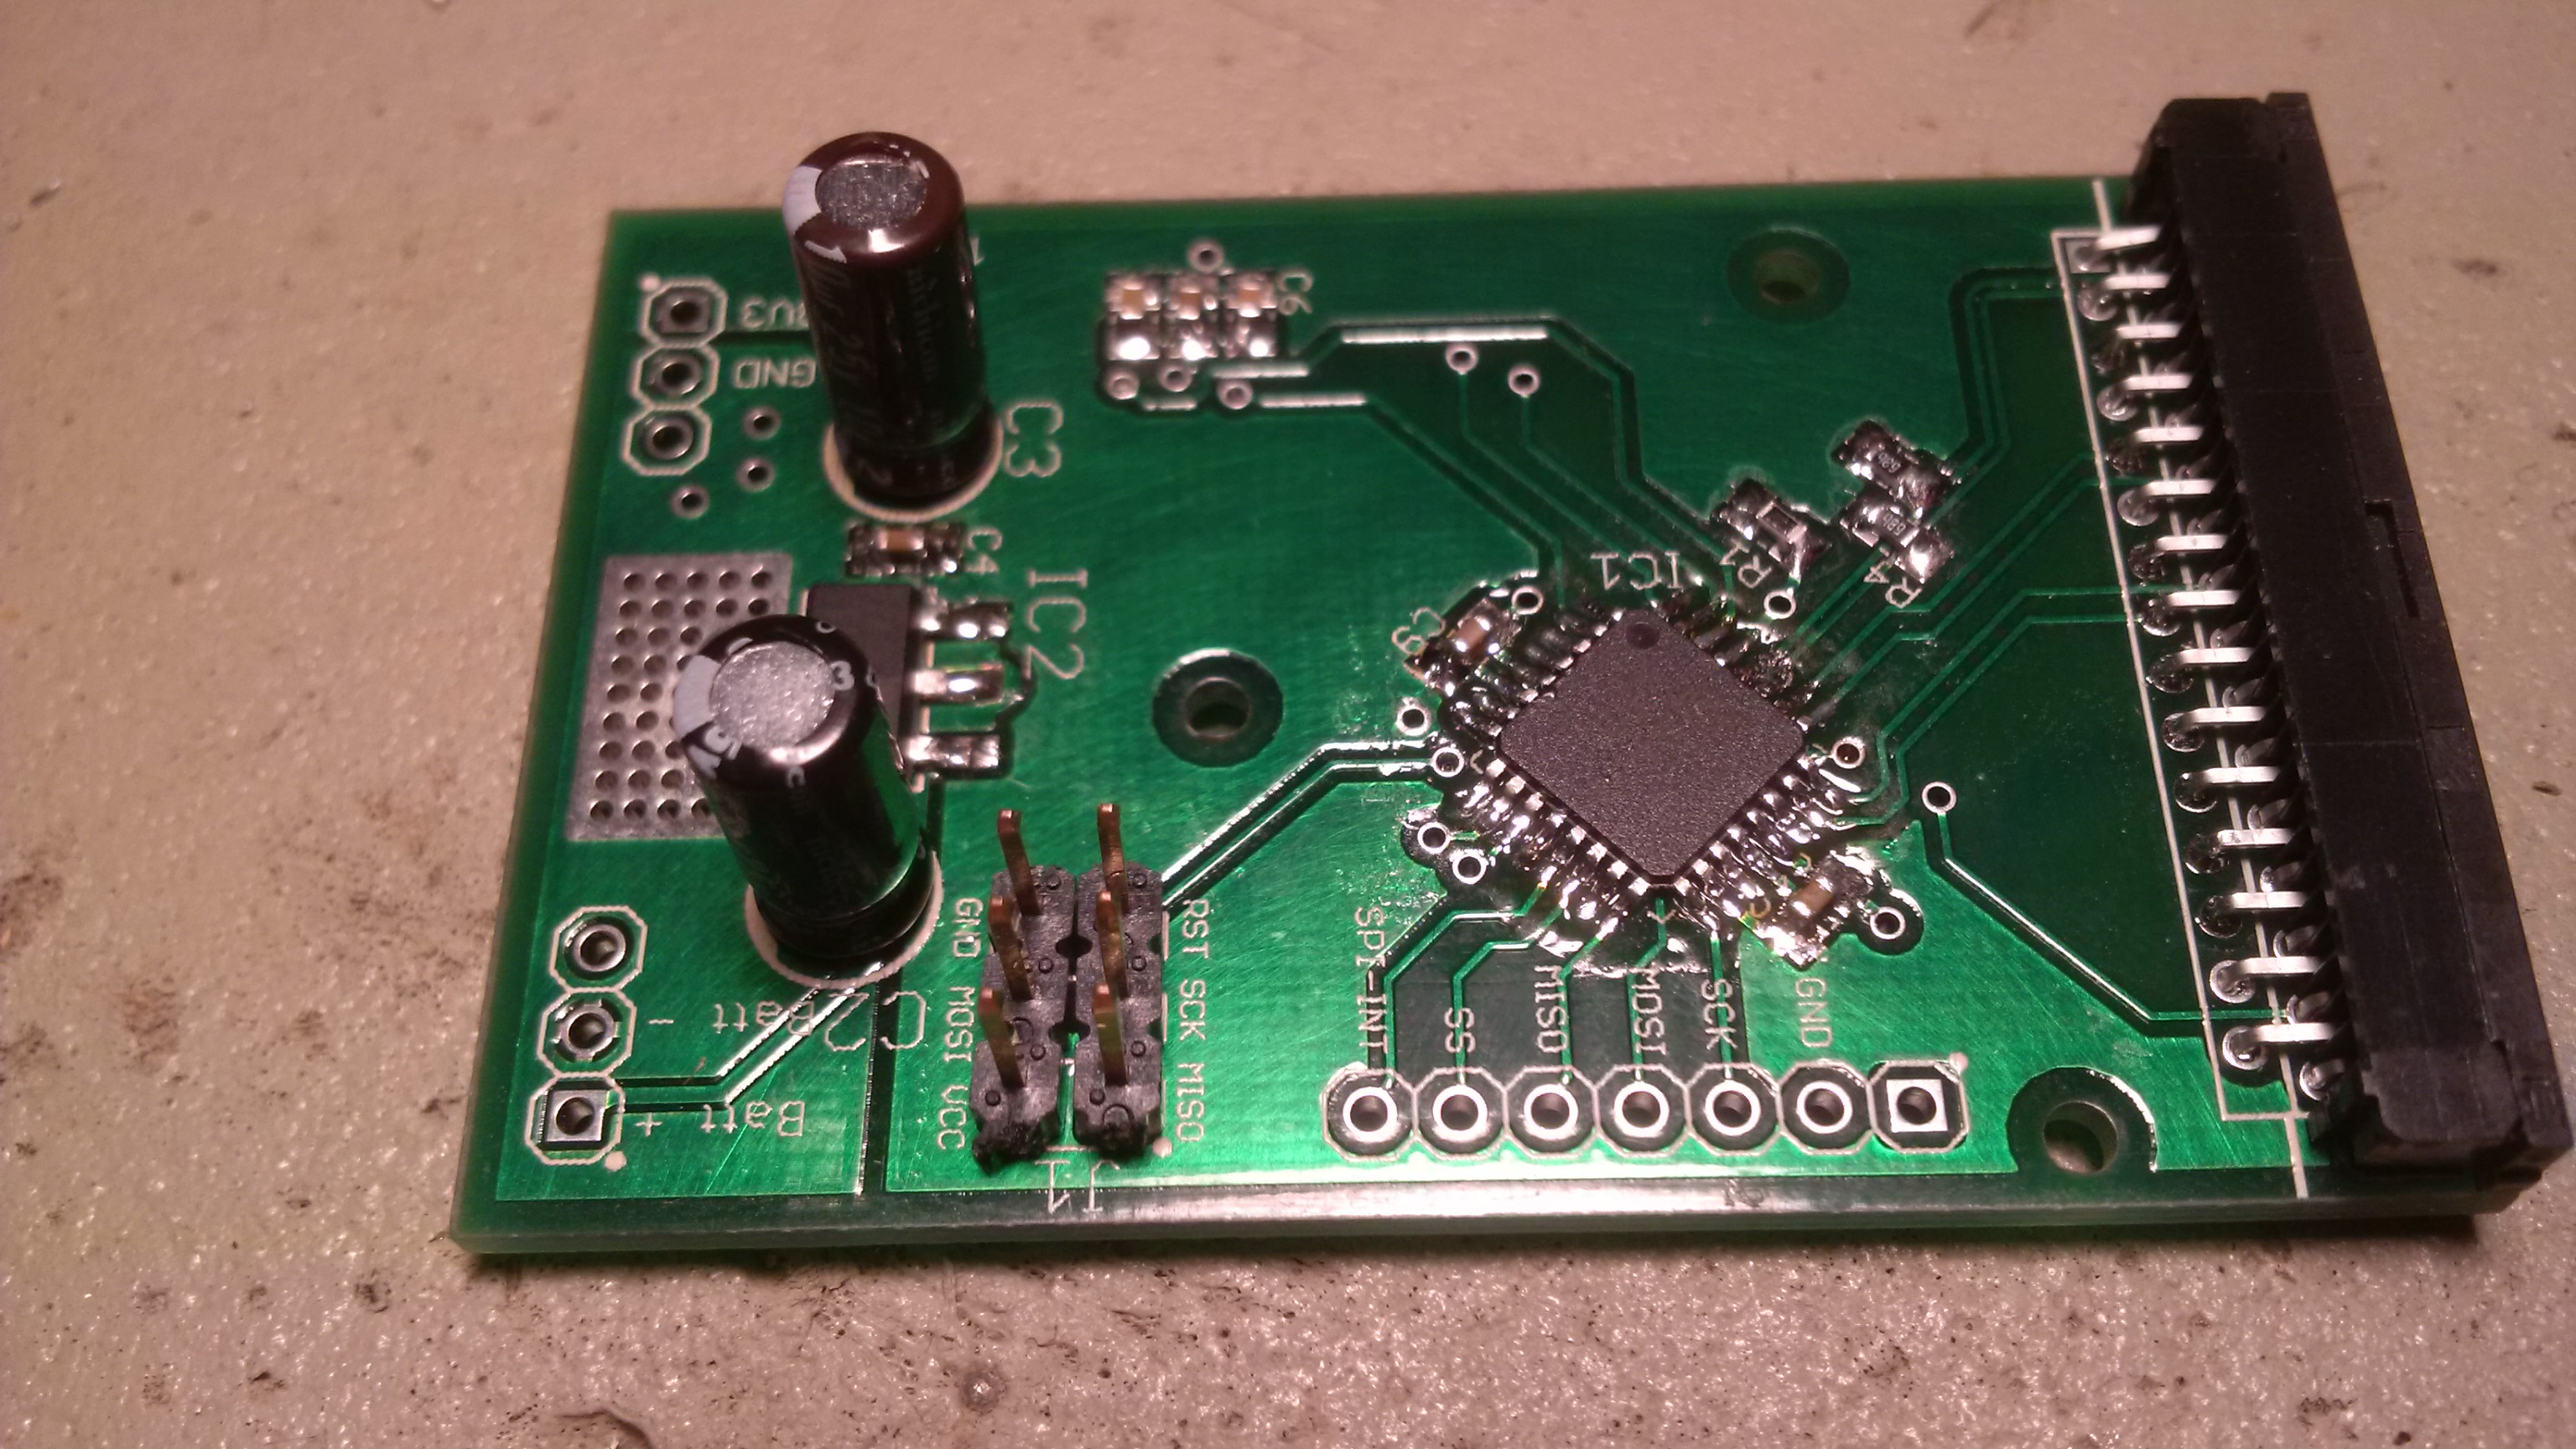 C6
GND
C3
C4
IC2
IC1
R1
R4
C9
nichicon
Batt -
Batt +
C2
GND MOSI VCC
RST SCK MISO
J1
SPI-INT
SS
MISO
MOSI
SCK
GND